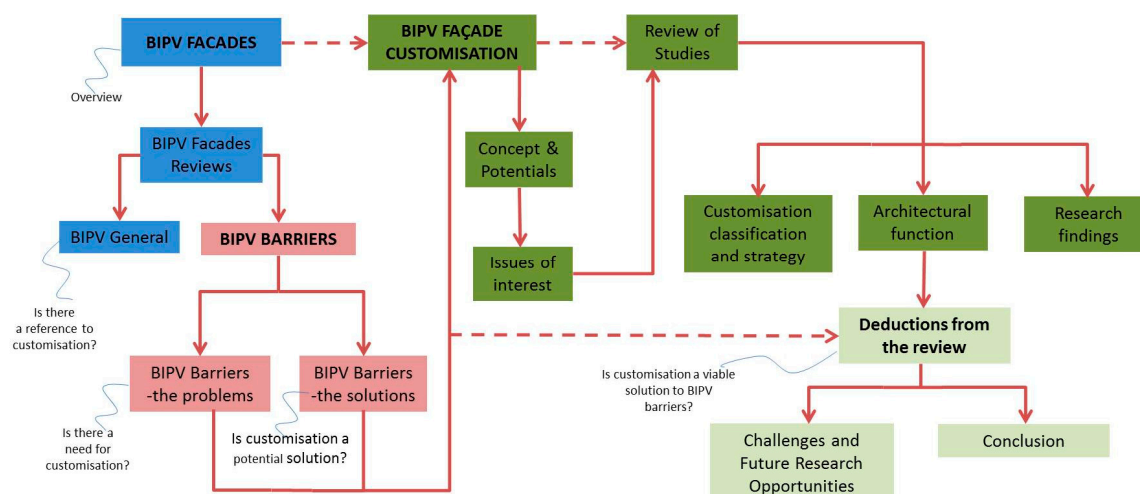 BIPV FACADES
BIPV FAÇADE
CUSTOMISATION
Review of
Studies
Overview
BIPV Facades
Reviews
Concept &
Potentials
BIPV General
BIPV BARRIERS
Issues of
interest
Customisation
classification
and strategy
Architectural
function
Research
findings
Is there
a reference to
customisation?
Deductions from
the review
BIPV Barriers
-the problems
BIPV Barriers
-the solutions
Is customisation a viable
solution to BIPV
barriers?
Is there a
need for
customisation?
Is customisation a
potential solution?
Challenges and
Future Research
Opportunities
Conclusion